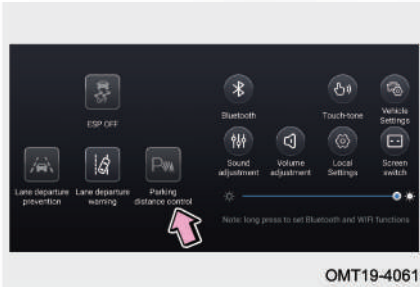 ESP OFF
Bluetooth
Touch-tone
Vehicle
Settings
Sound
adjustment
Volume
adjustment
Local
Settings
Screen
switch
Lane departure
prevention
Lane departure
warning
Parking
distance control
Note: long press to set Bluetooth and WIFI functions
OMT19-4061